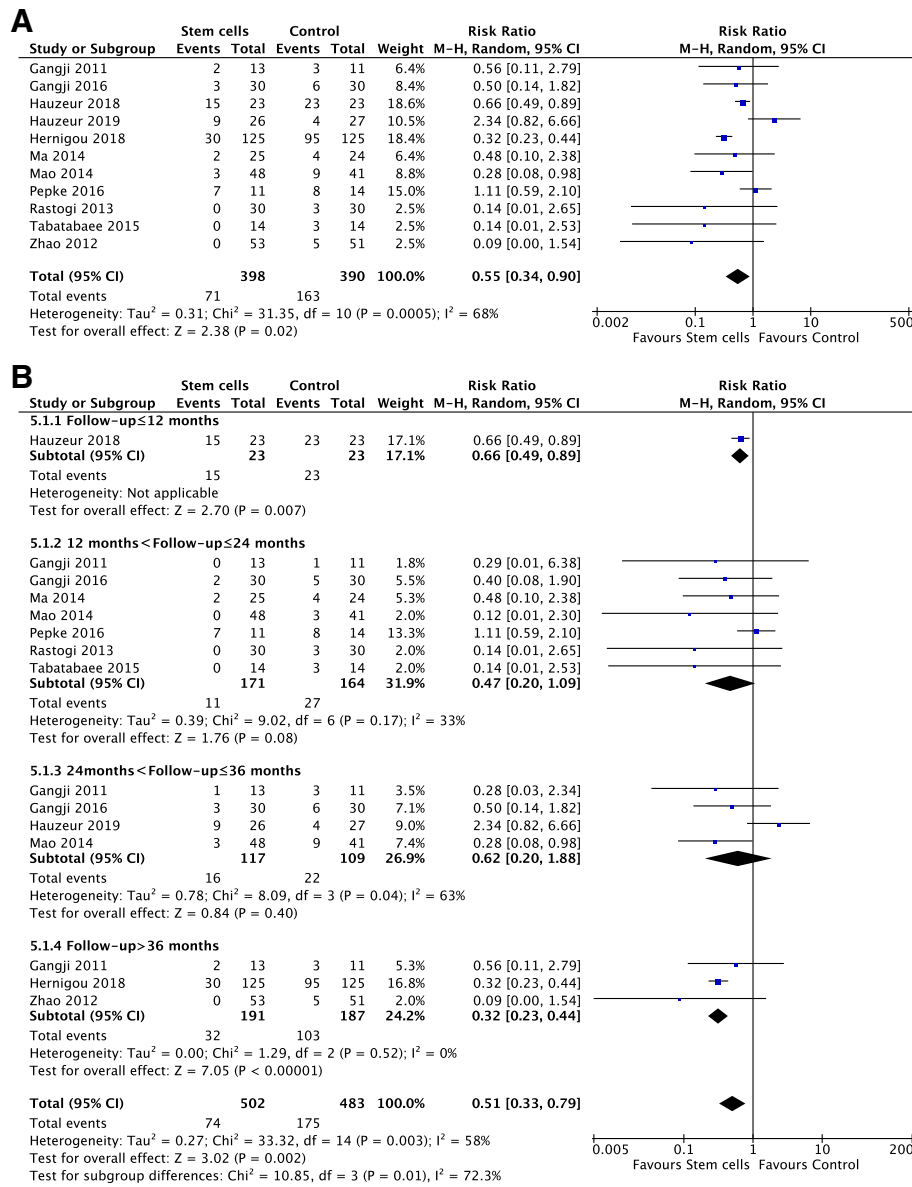 A
Stem cells Control Risk Ratio Risk Ratio
Study or Subgroup Events Total Events Total Weight M-H, Random, 95% CI M-H, Random, 95% CI
Gangji 2011 2 13 3 11 6.4% 0.56 [0.11, 2.79]
Gangji 2016 3 30 6 30 8.4% 0.50 [0.14, 1.82]
Hauzeur 2018 15 23 23 23 18.6% 0.66 [0.49, 0.89]
Hauzeur 2019 9 26 4 27 10.5% 2.34 [0.82, 6.66]
Hernigou 2018 30 125 95 125 18.4% 0.32 [0.23, 0.44]
Ma 2014 2 25 4 24 6.4% 0.48 [0.10, 2.38]
Mao 2014 3 48 9 41 8.8% 0.28 [0.08, 0.98]
Pepke 2016 7 11 8 14 15.0% 1.11 [0.59, 2.10]
Rastogi 2013 0 30 3 30 2.5% 0.14 [0.01, 2.65]
Tabatabaee 2015 0 14 3 14 2.5% 0.14 [0.01, 2.53]
Zhao 2012 0 53 5 51 2.5% 0.09 [0.00, 1.54]
Total (95% CI) 398 390 100.0% 0.55 [0.34, 0.90]
Total events 71 163
Heterogeneity: Tau² = 0.31; Chi² = 31.35, df = 10 (P = 0.0005); I² = 68%
Test for overall effect: Z = 2.38 (P = 0.02)
0.002 0.1 1 10 500
Favours Stem cells Favours Control
B
Stem cells Control Risk Ratio Risk Ratio
Study or Subgroup Events Total Events Total Weight M-H, Random, 95% CI M-H, Random, 95% CI
5.1.1 Follow-up≤12 months
Hauzeur 2018 15 23 23 23 17.1% 0.66 [0.49, 0.89]
Subtotal (95% CI) 23 23 17.1% 0.66 [0.49, 0.89]
Total events 15 23
Heterogeneity: Not applicable
Test for overall effect: Z = 2.70 (P = 0.007)
5.1.2 12 months<Follow-up≤24 months
Gangji 2011 0 13 1 11 1.8% 0.29 [0.01, 6.38]
Gangji 2016 2 30 5 30 5.5% 0.40 [0.08, 1.90]
Ma 2014 2 25 4 24 5.3% 0.48 [0.10, 2.38]
Mao 2014 0 48 3 41 2.0% 0.12 [0.01, 2.30]
Pepke 2016 7 11 8 14 13.3% 1.11 [0.59, 2.10]
Rastogi 2013 0 30 3 30 2.0% 0.14 [0.01, 2.65]
Tabatabaee 2015 0 14 3 14 2.0% 0.14 [0.01, 2.53]
Subtotal (95% CI) 171 164 31.9% 0.47 [0.20, 1.09]
Total events 11 27
Heterogeneity: Tau² = 0.39; Chi² = 9.02, df = 6 (P = 0.17); I² = 33%
Test for overall effect: Z = 1.76 (P = 0.08)
5.1.3 24months<Follow-up≤36 months
Gangji 2011 1 13 3 11 3.5% 0.28 [0.03, 2.34]
Gangji 2016 3 30 6 30 7.1% 0.50 [0.14, 1.82]
Hauzeur 2019 9 26 4 27 9.0% 2.34 [0.82, 6.66]
Mao 2014 3 48 9 41 7.4% 0.28 [0.08, 0.98]
Subtotal (95% CI) 117 109 26.9% 0.62 [0.20, 1.88]
Total events 16 22
Heterogeneity: Tau² = 0.78; Chi² = 8.09, df = 3 (P = 0.04); I² = 63%
Test for overall effect: Z = 0.84 (P = 0.40)
5.1.4 Follow-up>36 months
Gangji 2011 2 13 3 11 5.3% 0.56 [0.11, 2.79]
Hernigou 2018 30 125 95 125 16.8% 0.32 [0.23, 0.44]
Zhao 2012 0 53 5 51 2.0% 0.09 [0.00, 1.54]
Subtotal (95% CI) 191 187 24.2% 0.32 [0.23, 0.44]
Total events 32 103
Heterogeneity: Tau² = 0.00; Chi² = 1.29, df = 2 (P = 0.52); I² = 0%
Test for overall effect: Z = 7.05 (P < 0.00001)
Total (95% CI) 502 483 100.0% 0.51 [0.33, 0.79]
Total events 74 175
Heterogeneity: Tau² = 0.27; Chi² = 33.32, df = 14 (P = 0.003); I² = 58%
Test for overall effect: Z = 3.02 (P = 0.002)
Test for subgroup differences: Chi² = 10.85, df = 3 (P = 0.01), I² = 72.3%
0.005 0.1 1 10 200
Favours Stem cells Favours Control